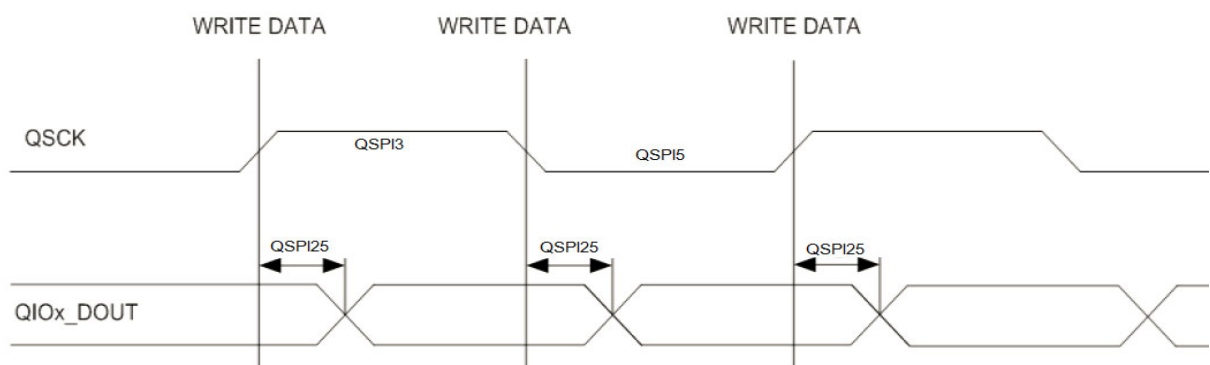 WRITE DATA WRITE DATA WRITE DATA
QSCK
QSPI3
QSPI5
QSPI25 QSPI25 QSPI25
QIOx_DOUT